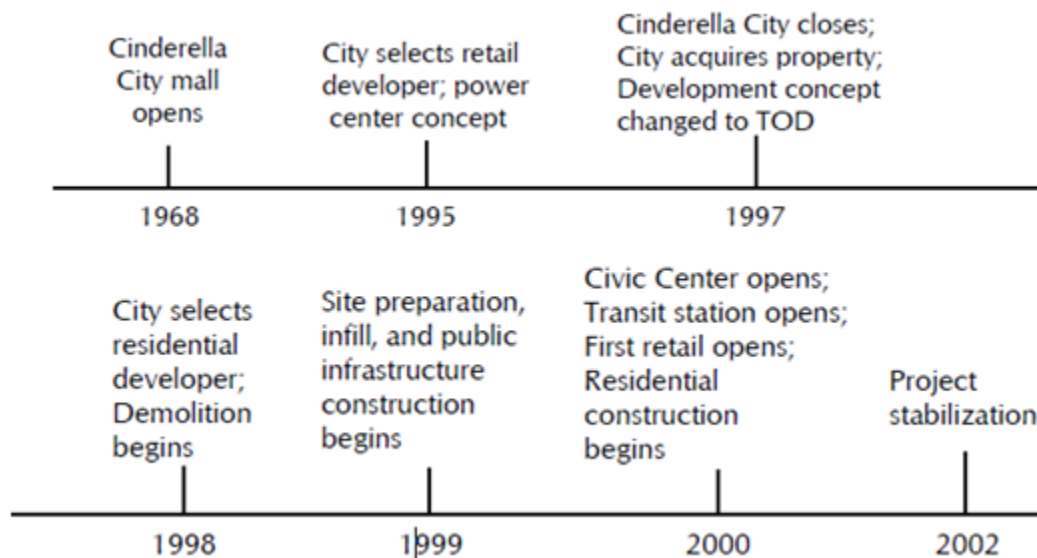 Cinderella
City mall
opens
City selects retail
developer; power
center concept
Cinderella City closes;
City acquires property;
Development concept
changed to TOD
1968
1995
1997
City selects
residential
developer;
Demolition
begins
Site preparation,
infill, and public
infrastructure
construction
begins
Civic Center opens;
Transit station opens;
First retail opens;
Residential
construction
begins
Project
stabilization
1998
1999
2000
2002